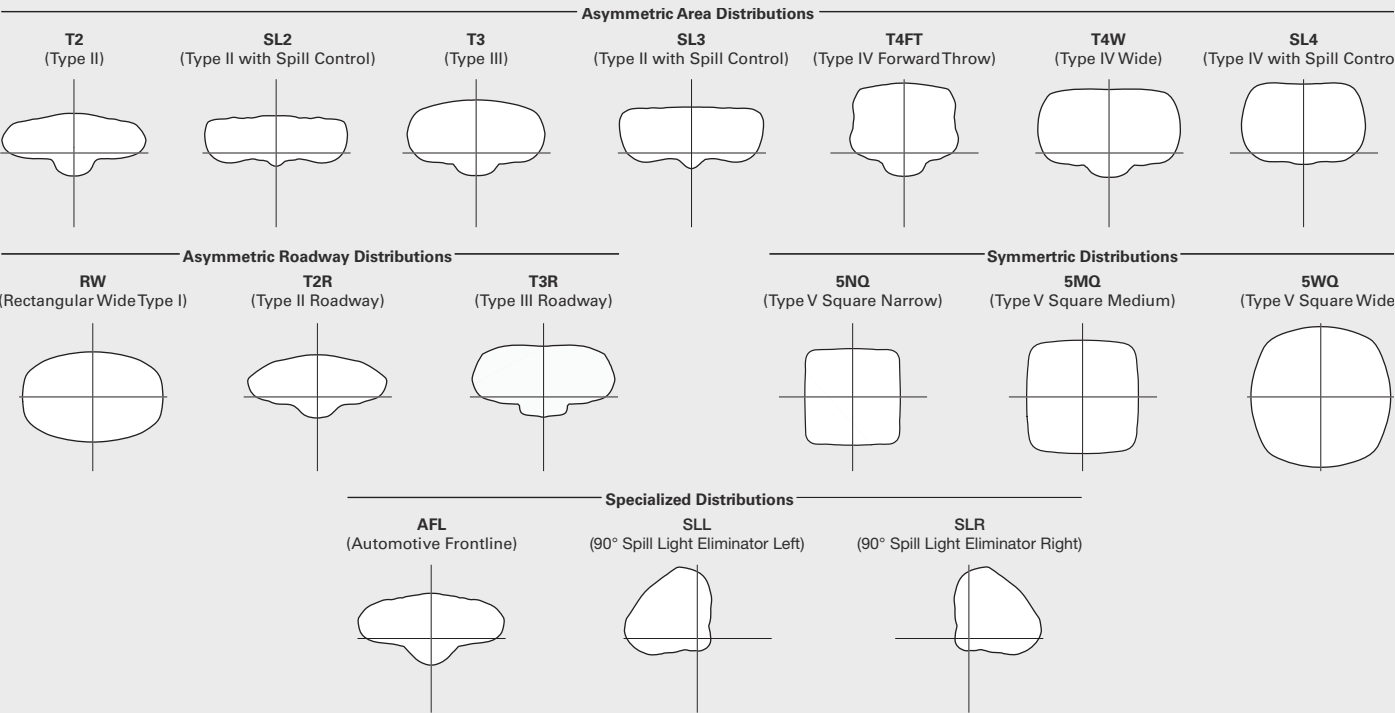 Asymmetric Area Distributions
T2
(Type II)
SL2
(Type II with Spill Control)
T3
(Type III)
SL3
(Type II with Spill Control)
T4FT
(Type IV Forward Throw)
T4W
(Type IV Wide)
SL4
(Type IV with Spill Contro
Asymmetric Roadway Distributions
RW
(Rectangular Wide Type I)
T2R
(Type II Roadway)
T3R
(Type III Roadway)
Symmertric Distributions
5NQ
(Type V Square Narrow)
5MQ
(Type V Square Medium)
5WQ
(Type V Square Wide
Specialized Distributions
AFL
(Automotive Frontline)
SLL
(90° Spill Light Eliminator Left)
SLR
(90° Spill Light Eliminator Right)